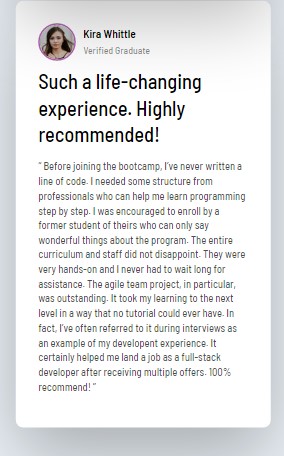 Kira Whittle
Verified Graduate
Such a life-changing
experience. Highly
recommended!
" Before joining the bootcamp, I've never written a
line of code. I needed some structure from
professionals who can help me learn programming
step by step. I was encouraged to enroll by a
former student of theirs who can only say
wonderful things about the program. The entire
curriculum and staff did not disappoint. They were
very hands-on and I never had to wait long for
assistance. The agile team project, in particular,
was outstanding. It took my learning to the next
level in a way that no tutorial could ever have. In
fact, I've often referred to it during interviews as
an example of my developent experience. It
certainly helped me land a job as a full-stack
developer after receiving multiple offers. 100%
recommend! "